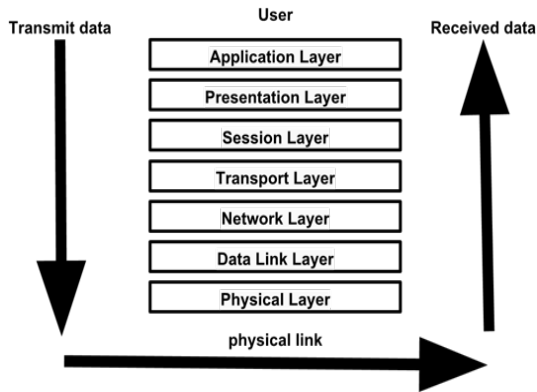 User
Transmit data
Received data
Application Layer
Presentation Layer
Session Layer
Transport Layer
Network Layer
Data Link Layer
Physical Layer
physical link